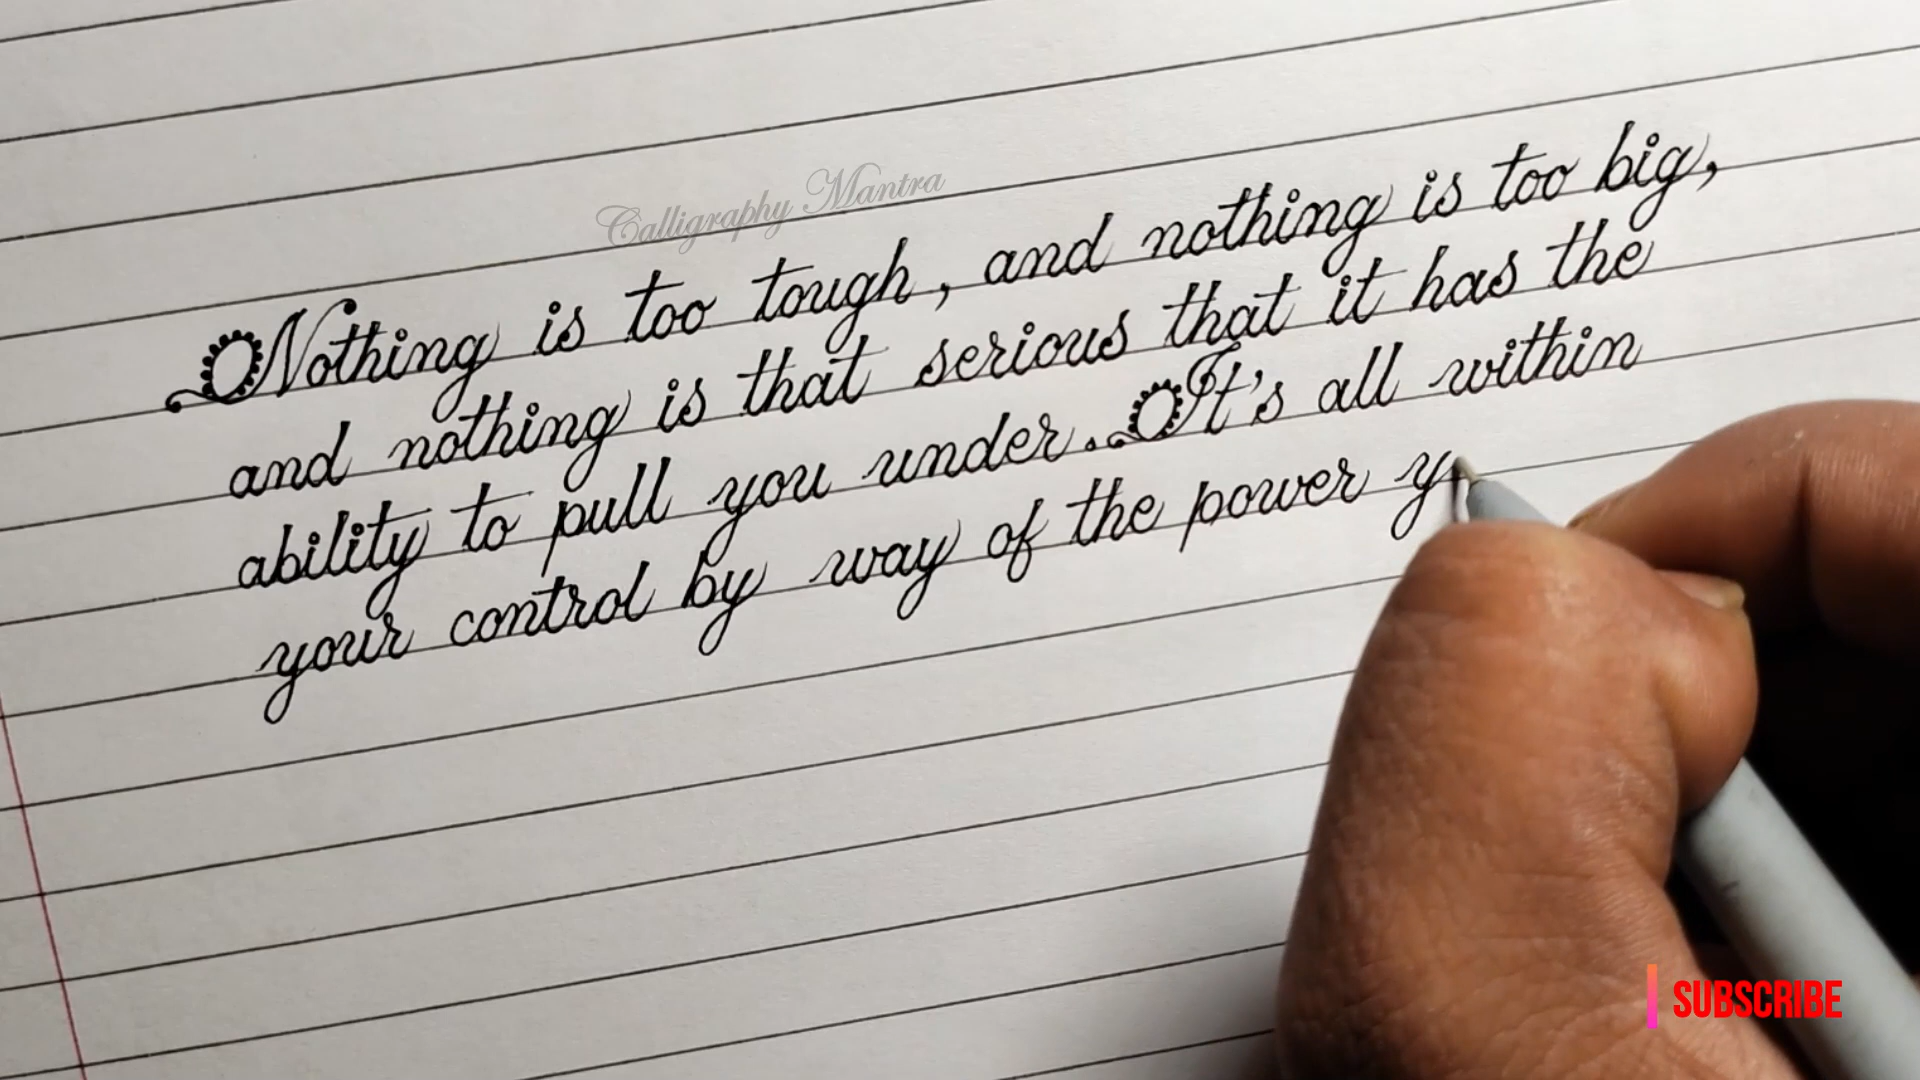 Calligraphy Mantra
Nothing is too tough, and nothing is too big,
and nothing is that serious that it has the
ability to pull you under. It's all within
your control by way of the power y
SUBSCRIBE